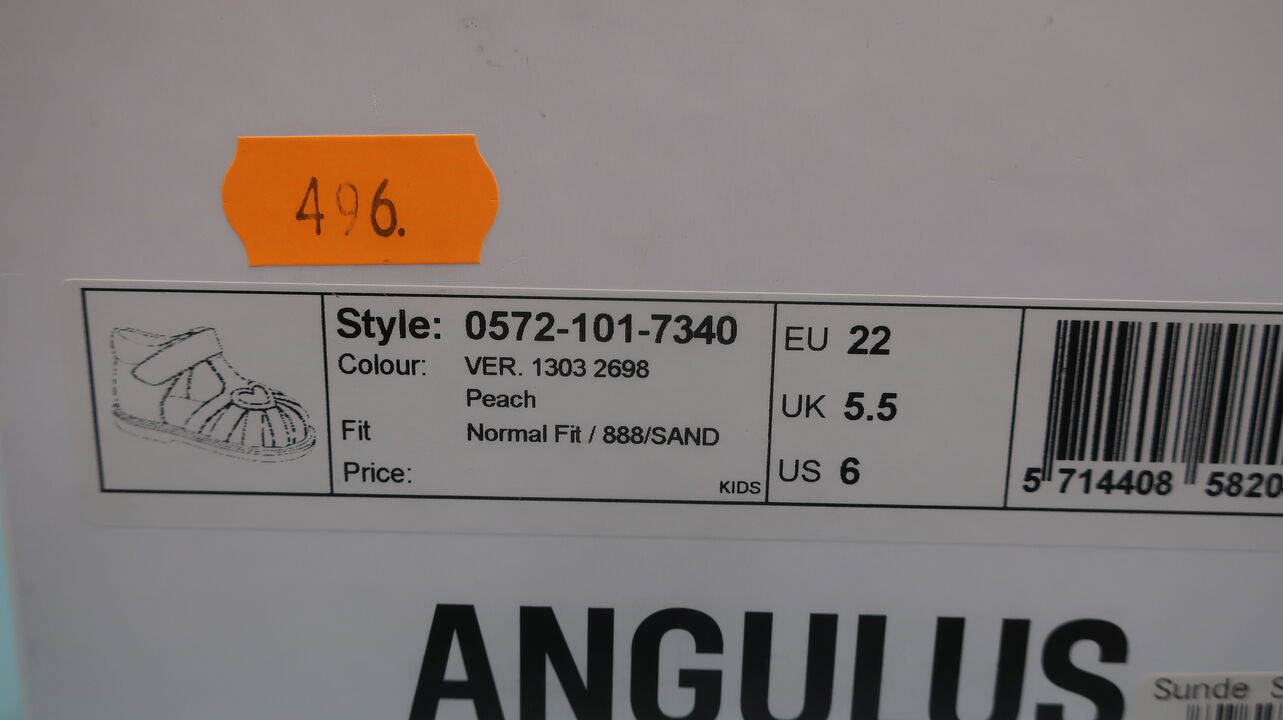 496.
Style: 0572-101-7340
Colour: VER. 1303 2698
Peach
Fit Normal Fit / 888/SAND
Price:
KIDS
EU 22
UK 5.5
US 6
5 714408 5820
ANGULUS
Sunde